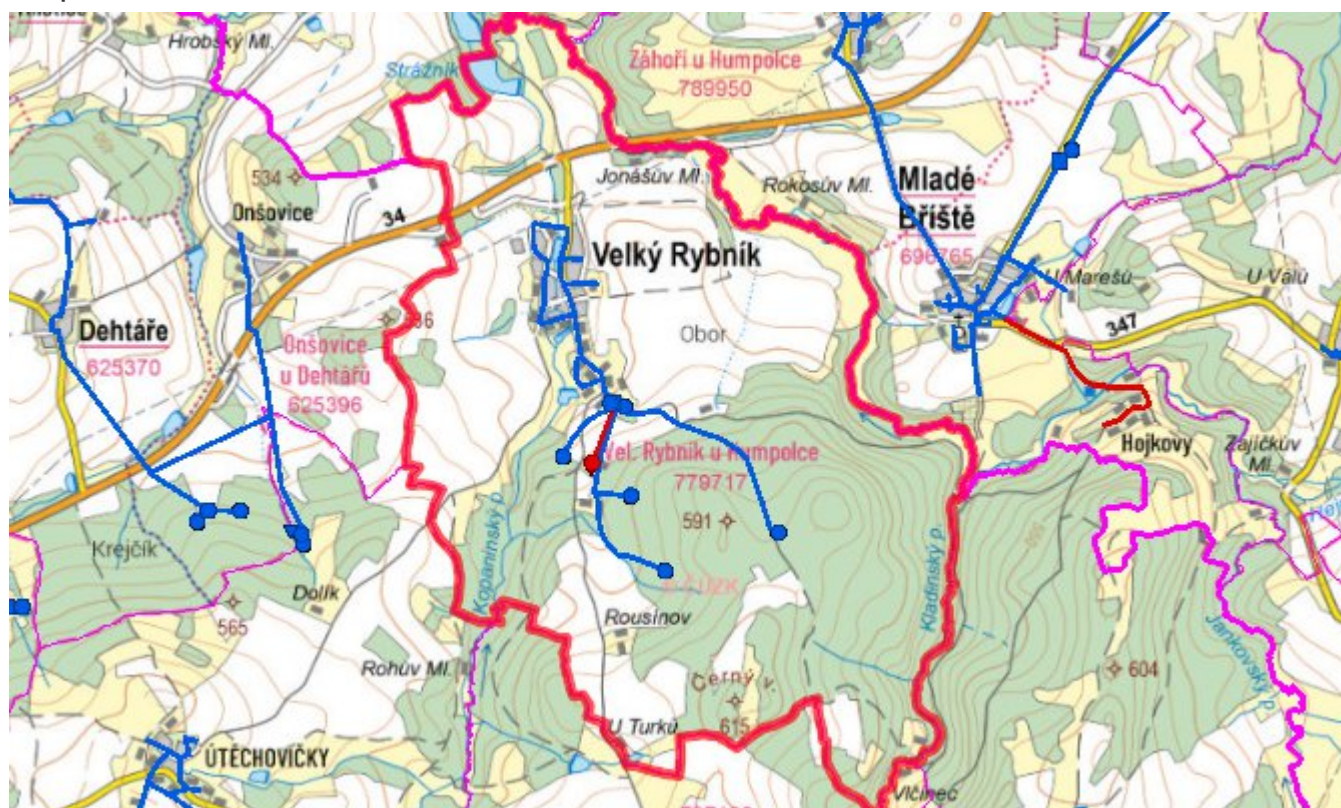 Hrobský Ml.
Strážník
Záhoří u Humpolce
789950
534
Onšovice
34
Jonášův Ml.
Rokosův Ml.
Mladé
Bříště
696765
U Marešů
U Válů
Velký Rybník
Obor
347
Dehtáře
625370
Onšovice
u Dehtářů
625396
Hojkovy
Zajíčkův
Ml.
Vel. Rybník u Humpolce
779717
591
Krejčík
Dolík
565
Kopaninský p.
Kladinský p.
Jankovský p.
Rousínov
Rohův Ml.
Černý v.
615
604
U Turků
ÚTĚCHOVIČKY
Vlčinec